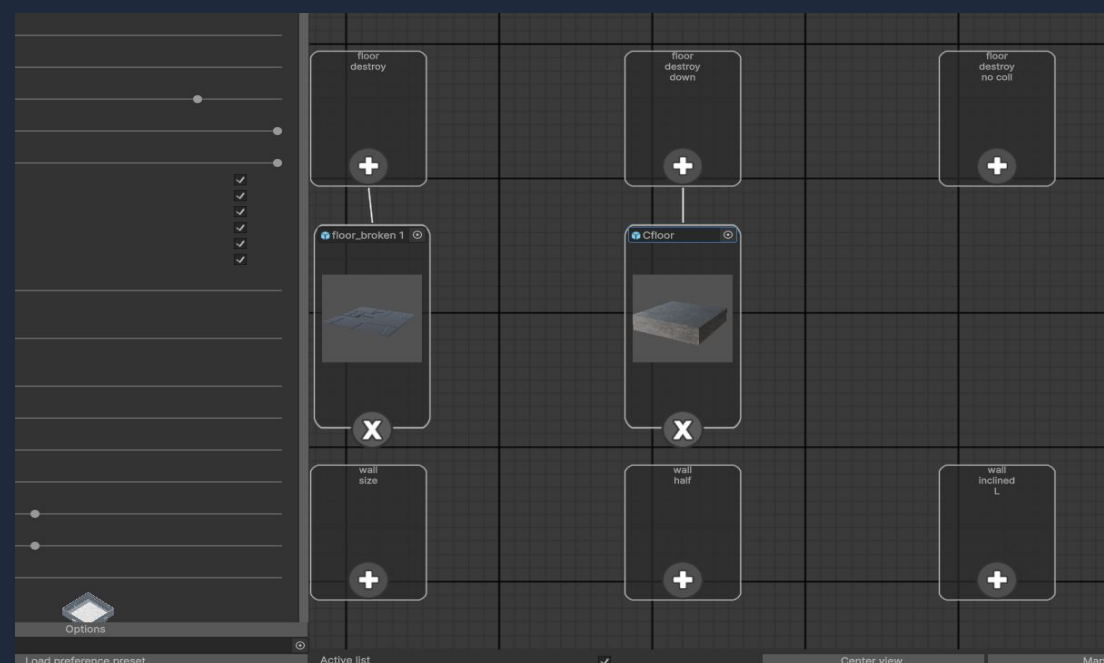 floor
destroy
floor
destroy
down
floor
destroy
no coll
floor_broken 1
Cfloor
wall
size
wall
half
wall
inclined
L
Options
Load preference preset
Active list
Center view